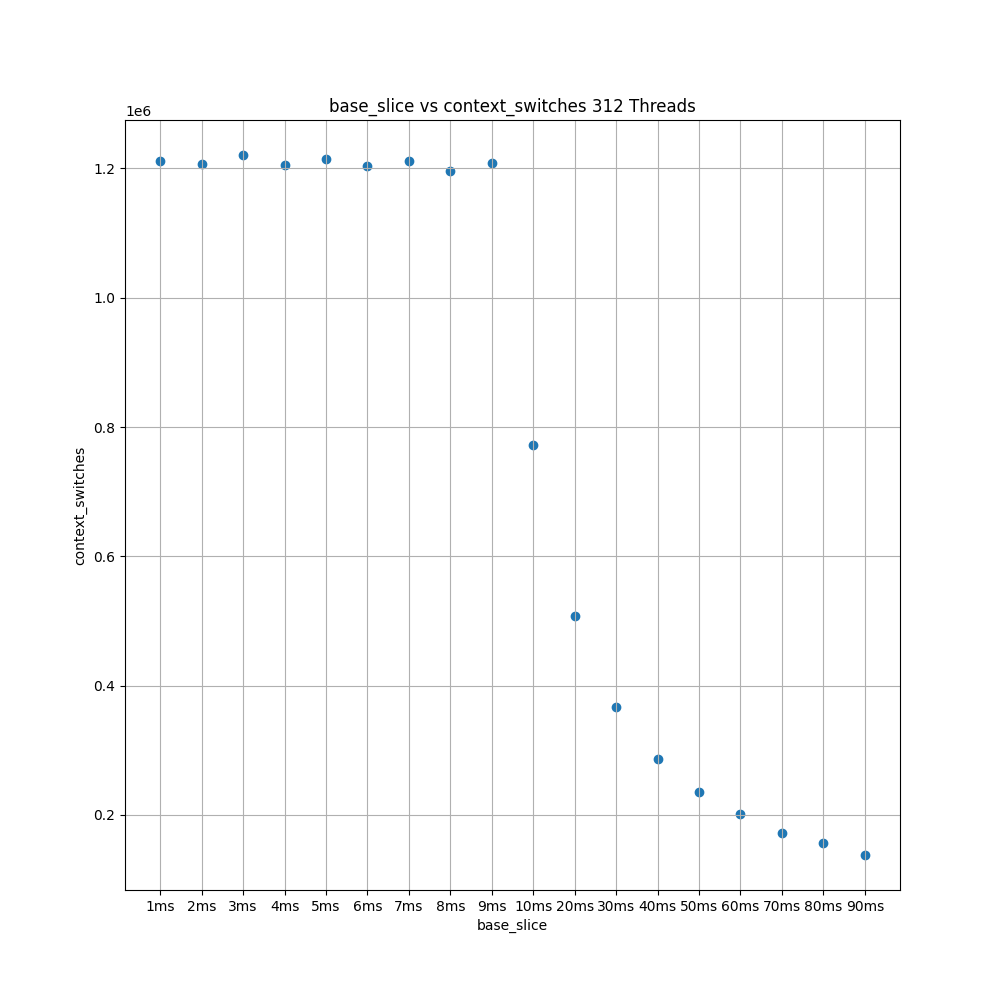 base_slice vs context_switches 312 Threads
1e6
1.2
1.0
0.8
0.6
0.4
0.2
context_switches
1ms 2ms 3ms 4ms 5ms 6ms 7ms 8ms 9ms 10ms 20ms 30ms 40ms 50ms 60ms 70ms 80ms 90ms
base_slice